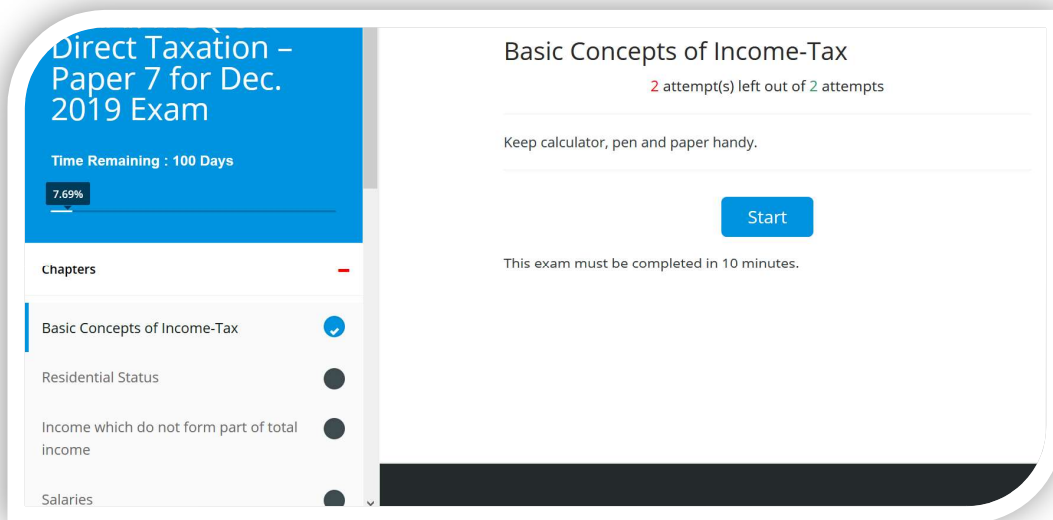 Direct Taxation –
Paper 7 for Dec.
2019 Exam
Time Remaining : 100 Days
7.69%
Chapters
Basic Concepts of Income-Tax
Residential Status
Income which do not form part of total
income
Salaries
Basic Concepts of Income-Tax
2 attempt(s) left out of 2 attempts
Keep calculator, pen and paper handy.
Start
This exam must be completed in 10 minutes.